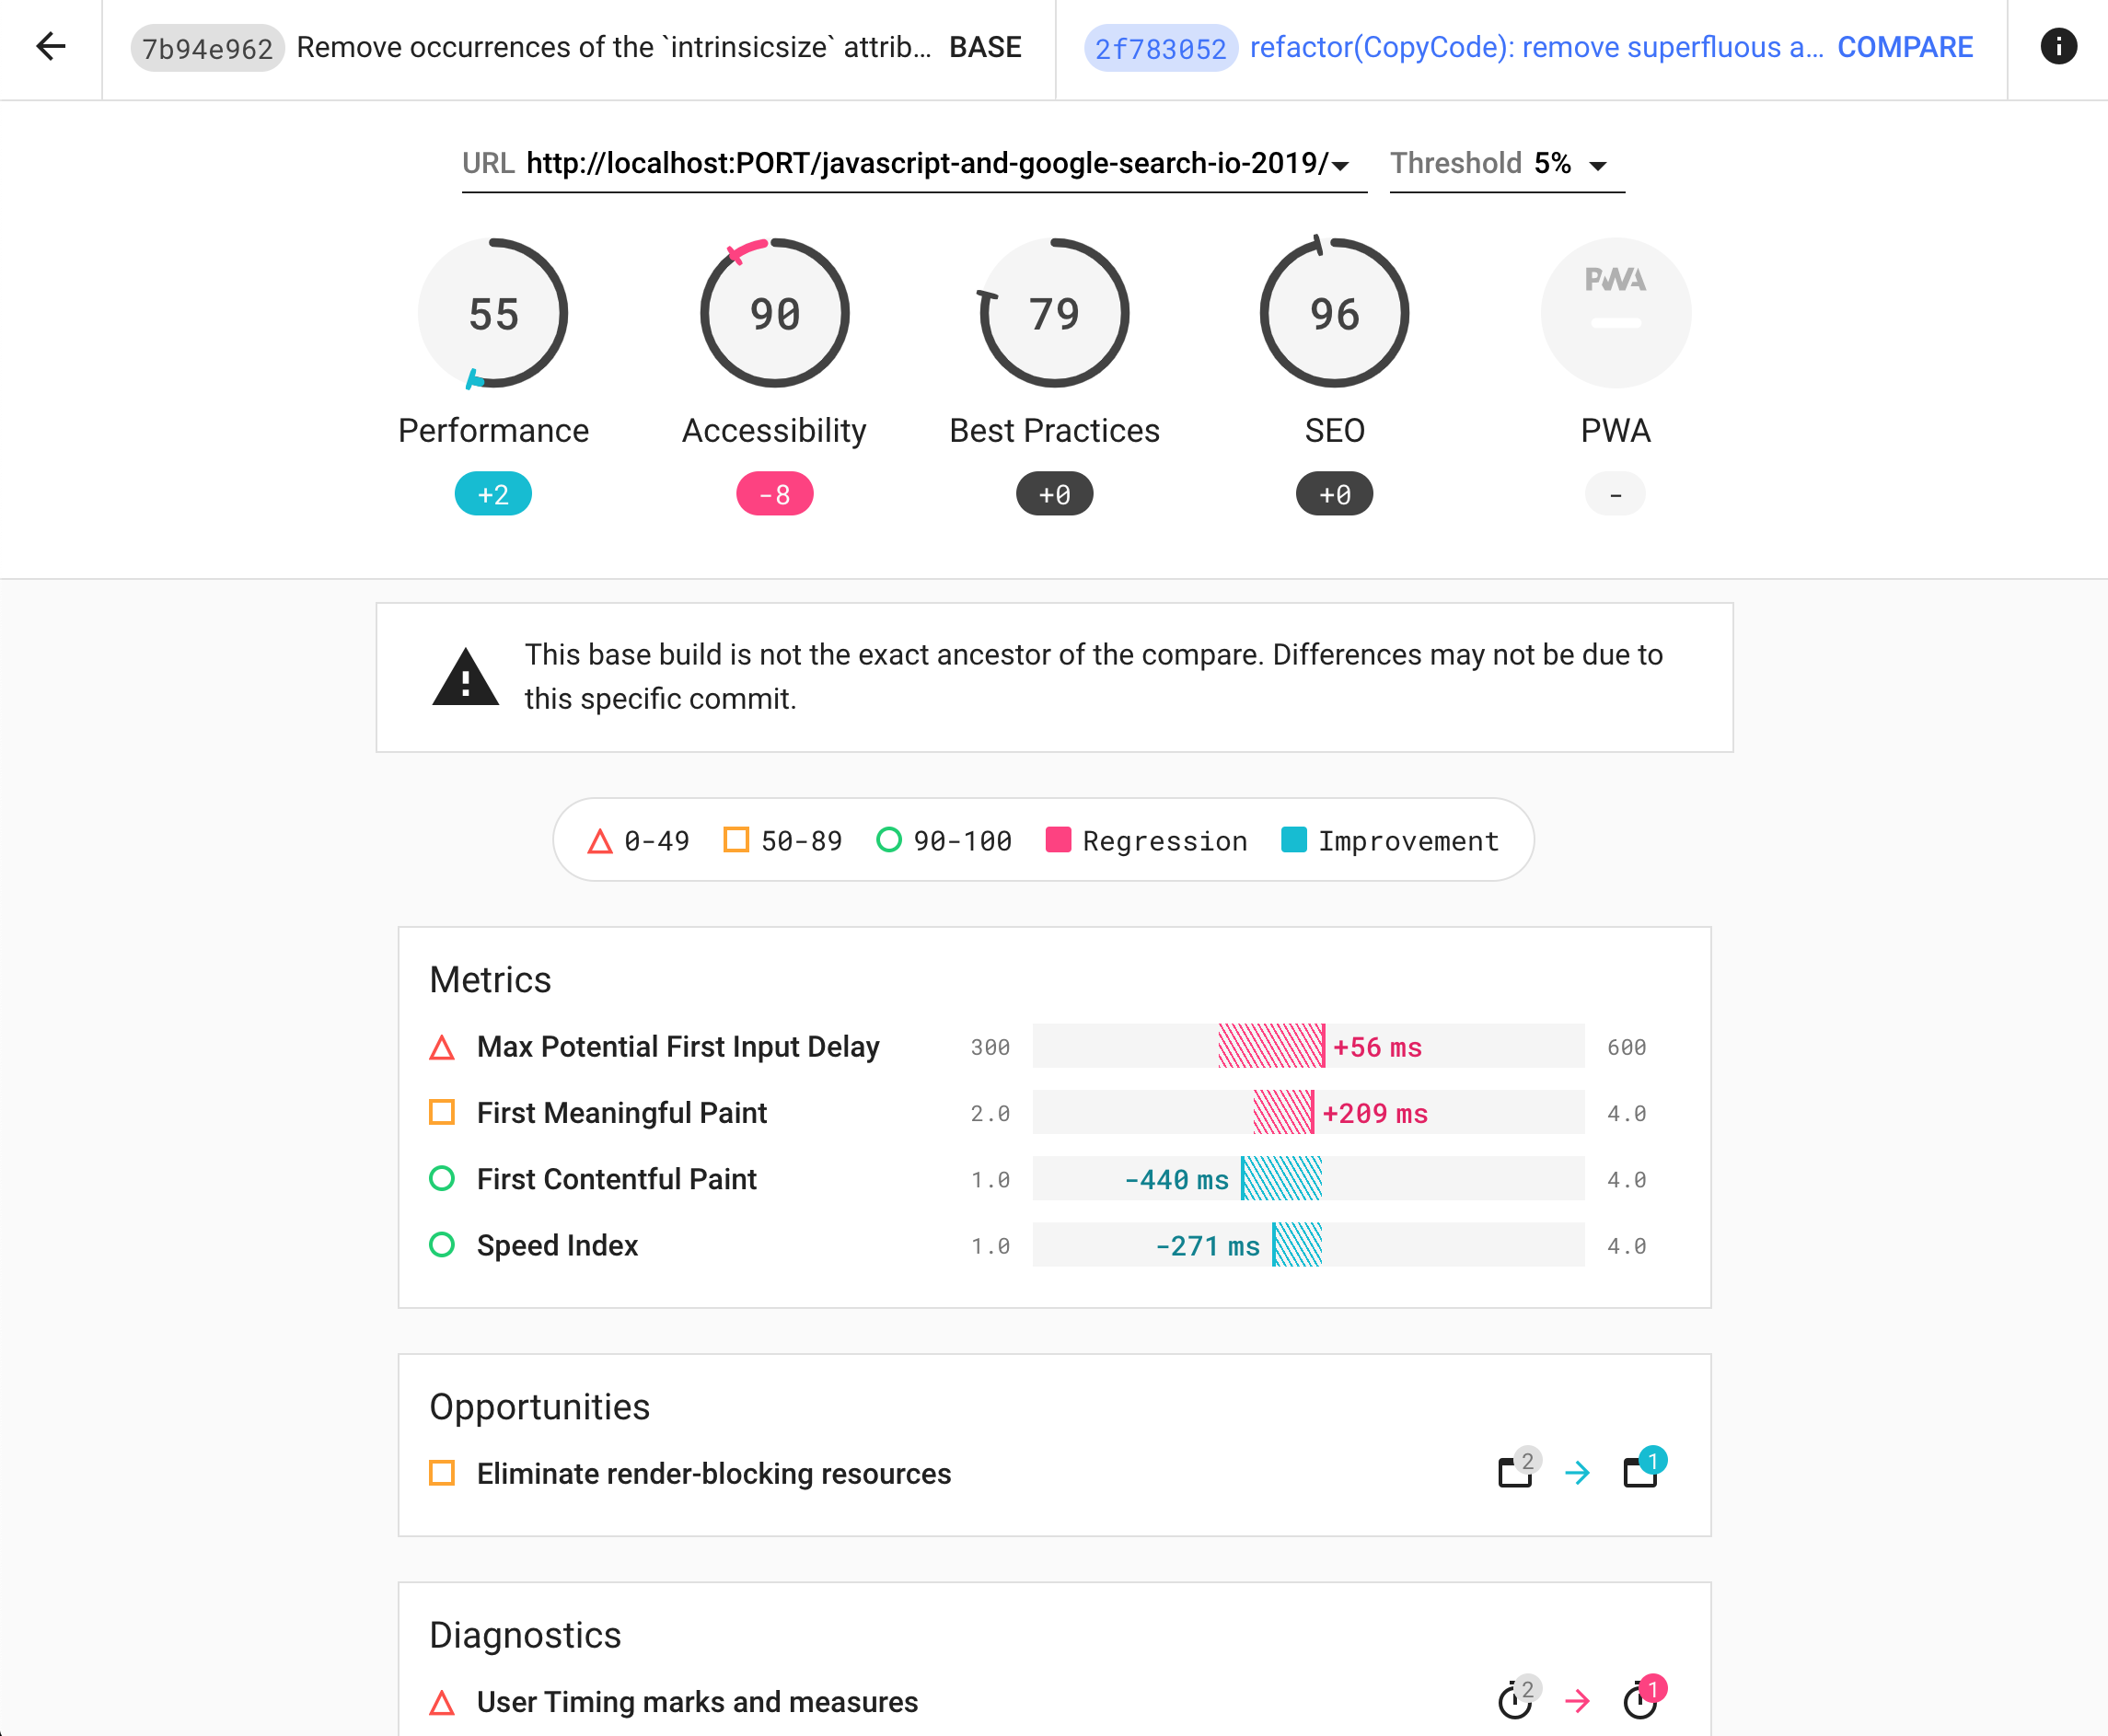 7b94e962 Remove occurrences of the `intrinsicsize` attrib... BASE
2f783052 refactor(CopyCode): remove superfluous a... COMPARE
URL http://localhost:PORT/javascript-and-google-search-io-2019/
Threshold 5%
55
90
79
96
PWA
Performance
Accessibility
Best Practices
SEO
PWA
+2
-8
+0
+0
-
This base build is not the exact ancestor of the compare. Differences may not be due to
this specific commit.
0-49 50-89 90-100 Regression Improvement
Metrics
Max Potential First Input Delay 300 +56 ms 600
First Meaningful Paint 2.0 +209 ms 4.0
First Contentful Paint 1.0 -440 ms 4.0
Speed Index 1.0 -271 ms 4.0
Opportunities
Eliminate render-blocking resources 2 1
Diagnostics
User Timing marks and measures 2 1